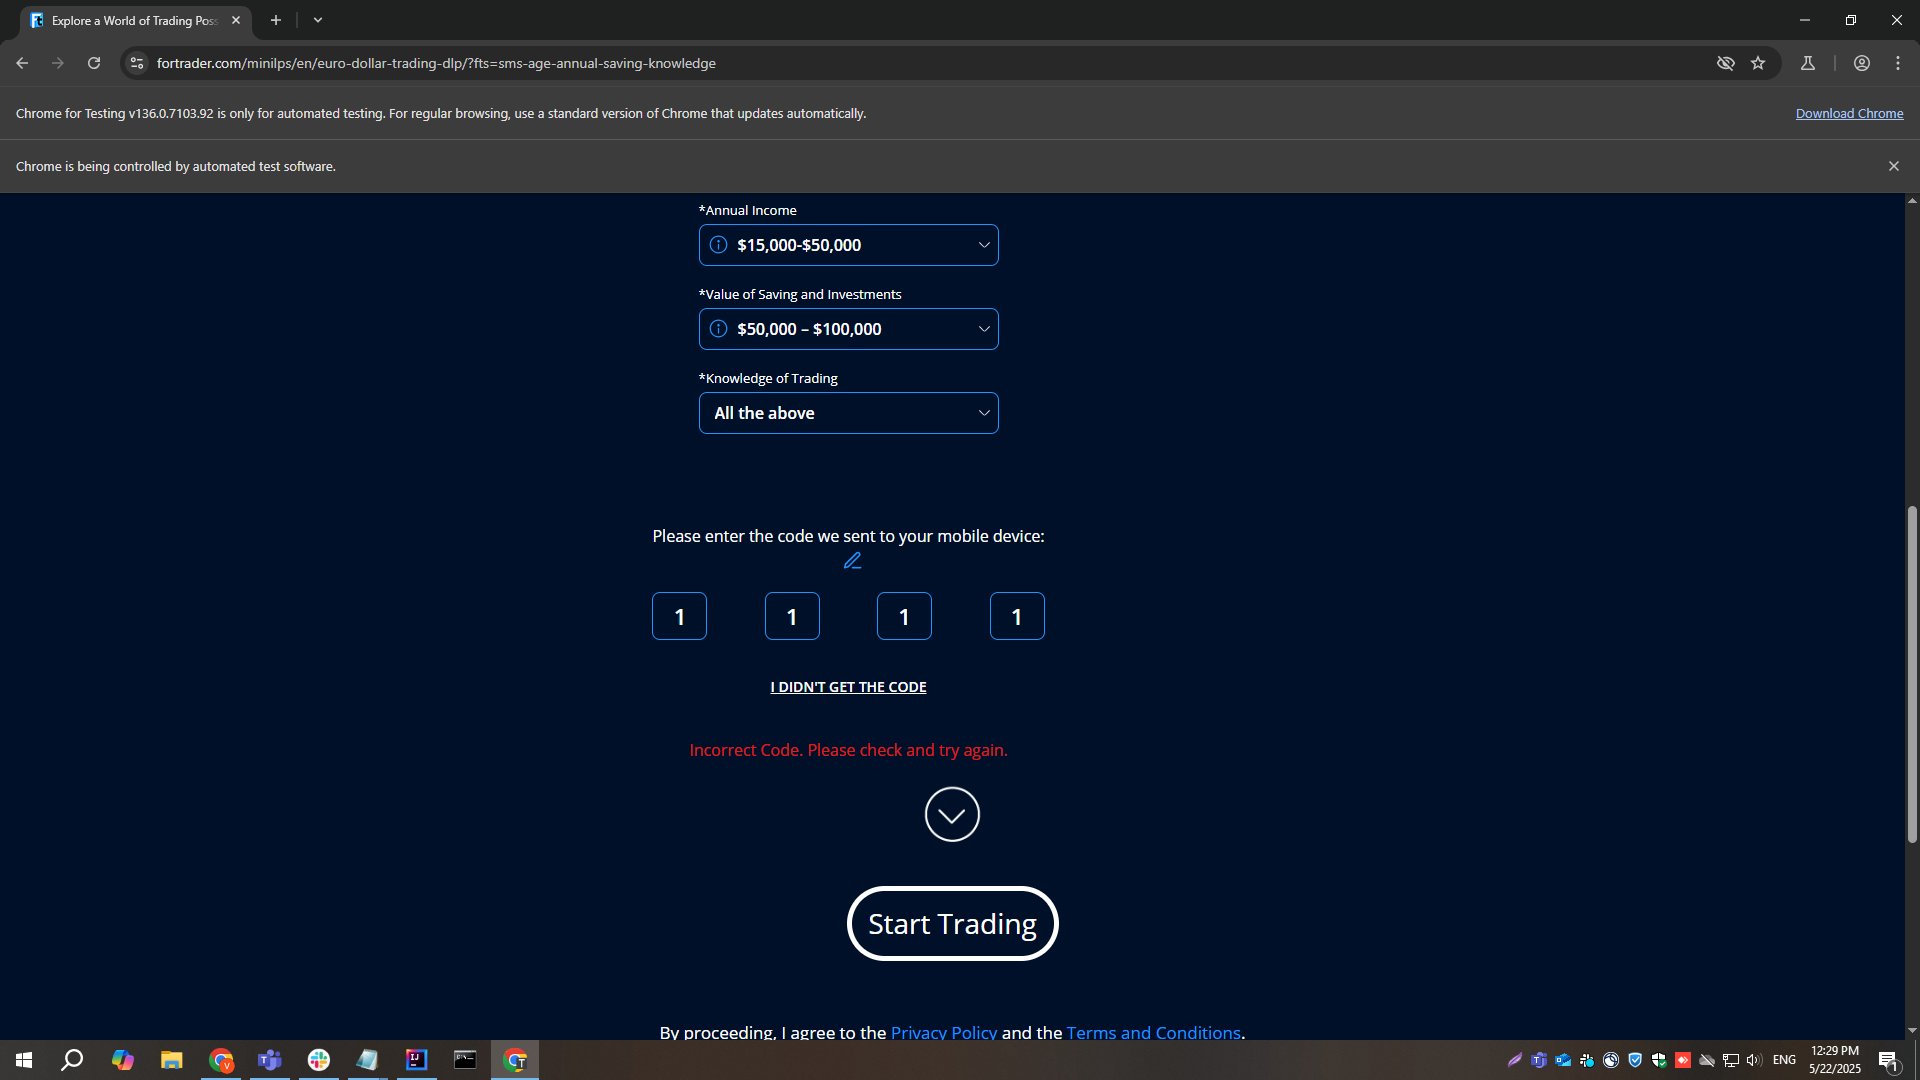 Explore a World of Trading Poss
fortrader.com/minilps/en/euro-dollar-trading-dlp/?fts=sms-age-annual-saving-knowledge
Chrome for Testing v136.0.7103.92 is only for automated testing. For regular browsing, use a standard version of Chrome that updates automatically.
Download Chrome
Chrome is being controlled by automated test software.
*Annual Income
$15,000-$50,000
*Value of Saving and Investments
$50,000 – $100,000
*Knowledge of Trading
All the above
Please enter the code we sent to your mobile device:
1 1 1 1
I DIDN'T GET THE CODE
Incorrect Code. Please check and try again.
Start Trading
By proceeding, I agree to the Privacy Policy and the Terms and Conditions.
ENG
12:29 PM
5/22/2025
1